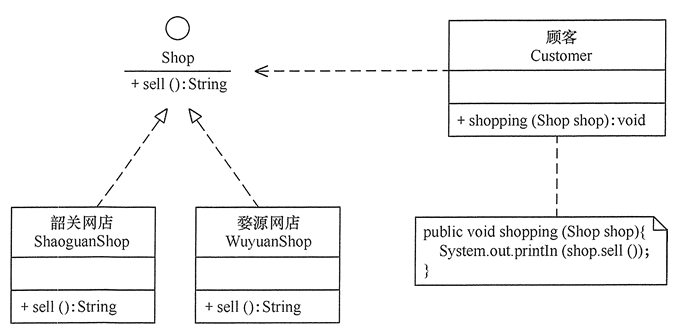 Shop
+ sell ():String
顾客
Customer
+ shopping (Shop shop):void
韶关网店
ShaoguanShop
+ sell ():String
婺源网店
WuyuanShop
+ sell ():String
public void shopping (Shop shop){
System.out.println (shop.sell ());
}